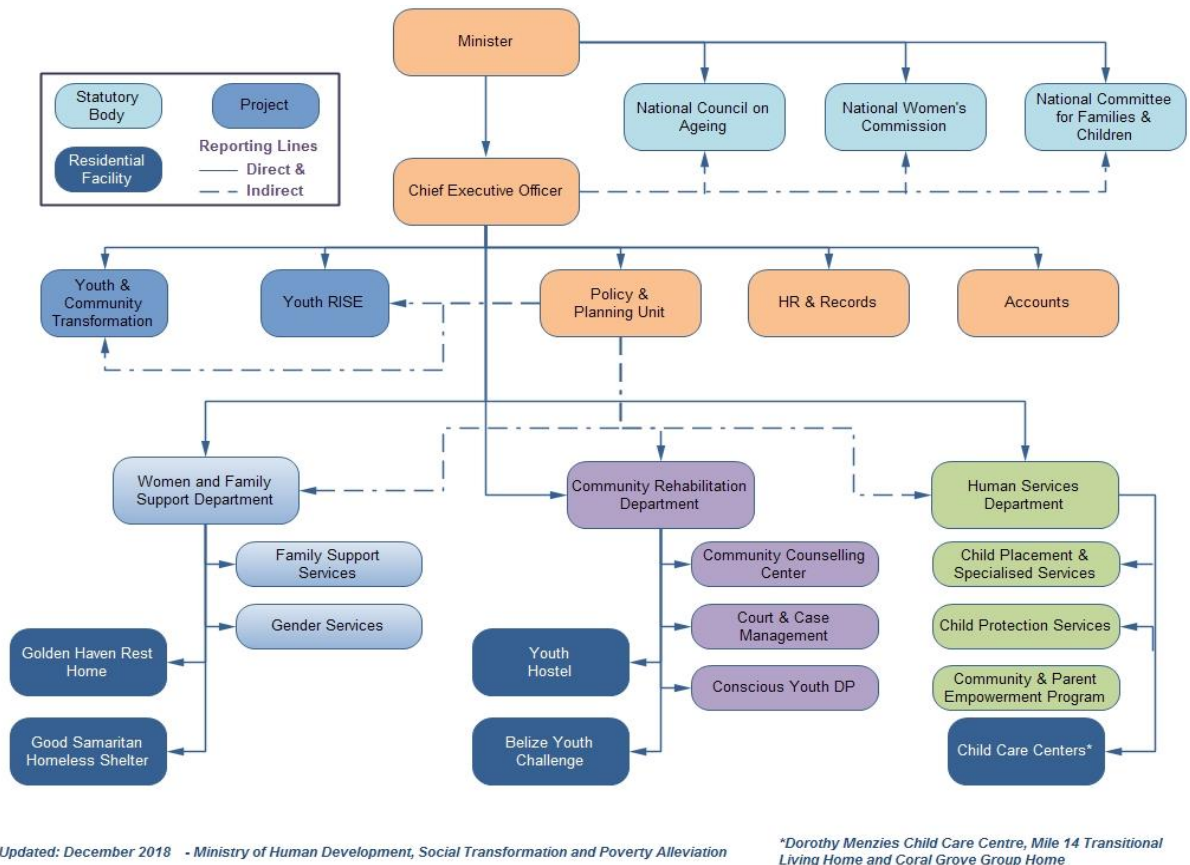 Minister
Statutory
Body
Project
Reporting Lines
Direct &
Indirect
Residential
Facility
National Council on
Ageing
National Women's
Commission
National Committee
for Families &
Children
Chief Executive Officer
Youth &
Community
Transformation
Youth RISE
Policy &
Planning Unit
HR & Records
Accounts
Women and Family
Support Department
Community Rehabilitation
Department
Human Services
Department
Family Support
Services
Gender Services
Golden Haven Rest
Home
Good Samaritan
Homeless Shelter
Community Counselling
Center
Court & Case
Management
Conscious Youth DP
Youth
Hostel
Belize Youth
Challenge
Child Placement &
Specialised Services
Child Protection Services
Community & Parent
Empowerment Program
Child Care Centers*
Updated: December 2018 - Ministry of Human Development, Social Transformation and Poverty Alleviation
*Dorothy Menzies Child Care Centre, Mile 14 Transitional
Living Home and Coral Grove Group Home